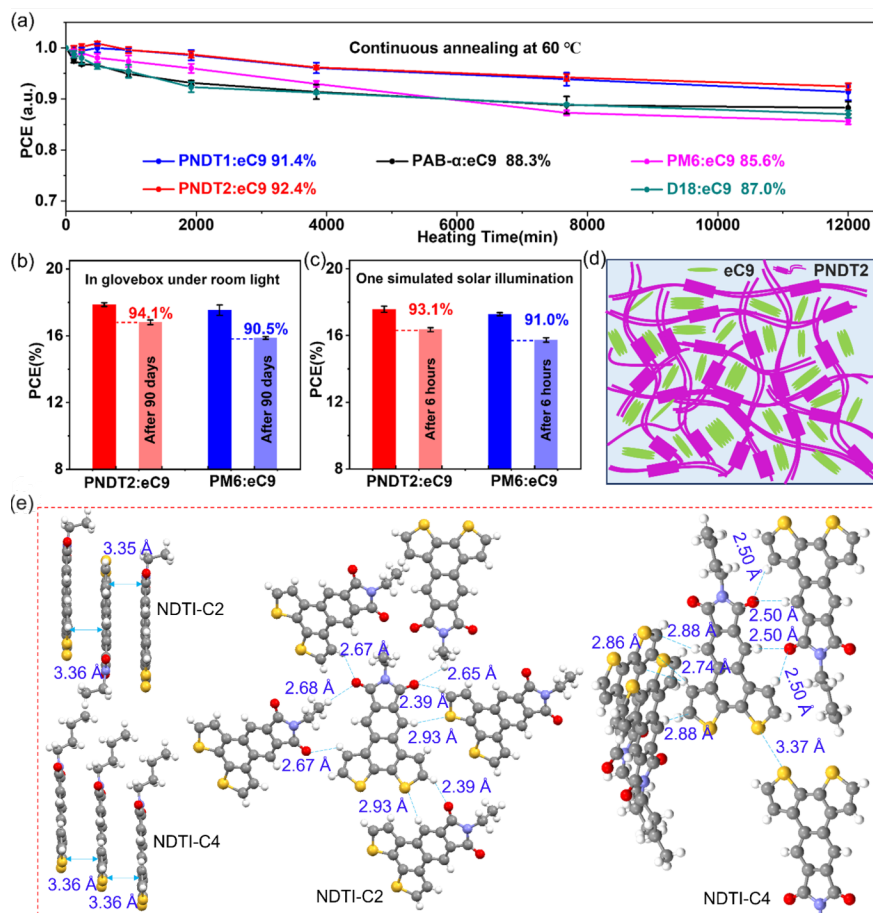 (a)
Continuous annealing at 60 ℃
PCE (a.u.)
1.0
0.9
0.8
0.7
PNDT1:eC9 91.4%
PAB-α:eC9 88.3%
PM6:eC9 85.6%
PNDT2:eC9 92.4%
D18:eC9 87.0%
0
2000
4000
6000
8000
10000
12000
Heating Time(min)
(b)
In glovebox under room light
PCE(%)
20
16
12
8
94.1%
90.5%
After 90 days
After 90 days
PNDT2:eC9
PM6:eC9
(c)
One simulated solar illumination
PCE(%)
20
16
12
8
93.1%
91.0%
After 6 hours
After 6 hours
PNDT2:eC9
PM6:eC9
(d)
eC9
PNDT2
(e)
3.35 Å
NDTI-C2
3.36 Å
NDTI-C4
3.36 Å
3.36 Å
2.67 Å
2.65 Å
2.68 Å
2.39 Å
2.93 Å
2.67 Å
2.39 Å
2.93 Å
NDTI-C2
2.50 Å
2.50 Å
2.88 Å
2.50 Å
2.86 Å
2.74 Å
2.50 Å
2.88 Å
3.37 Å
NDTI-C4